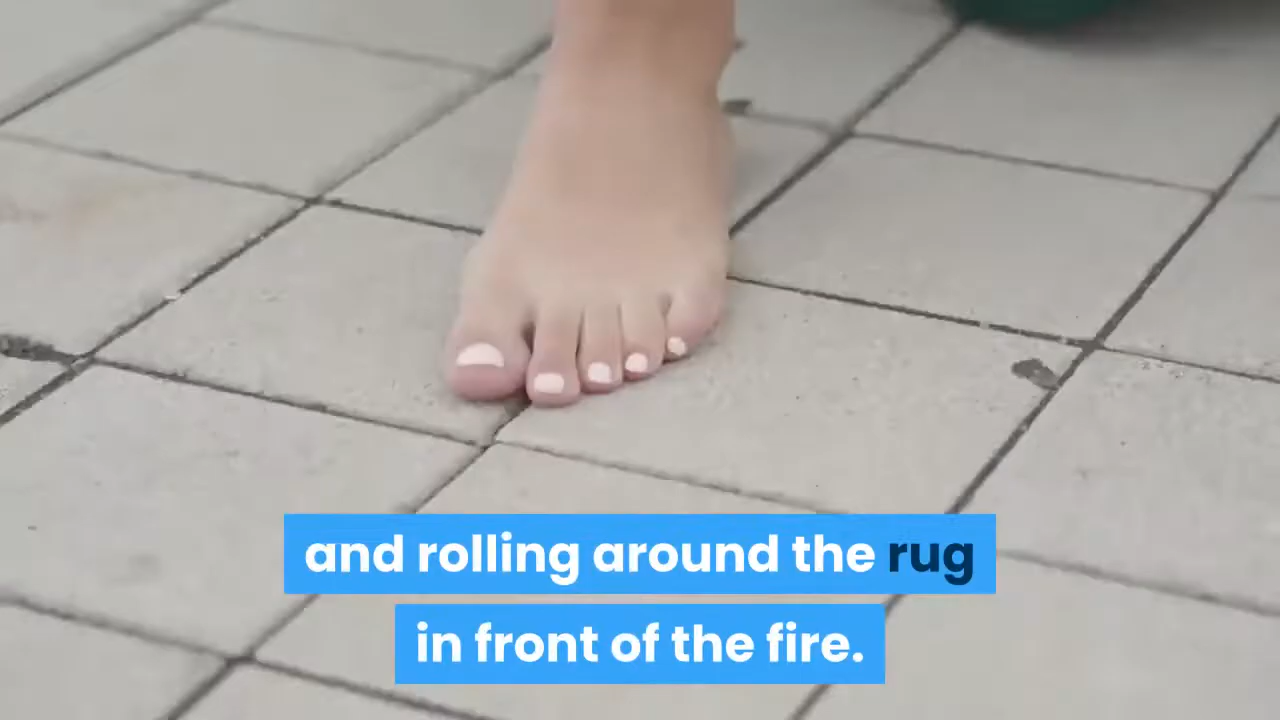 and rolling around the rug
in front of the fire.